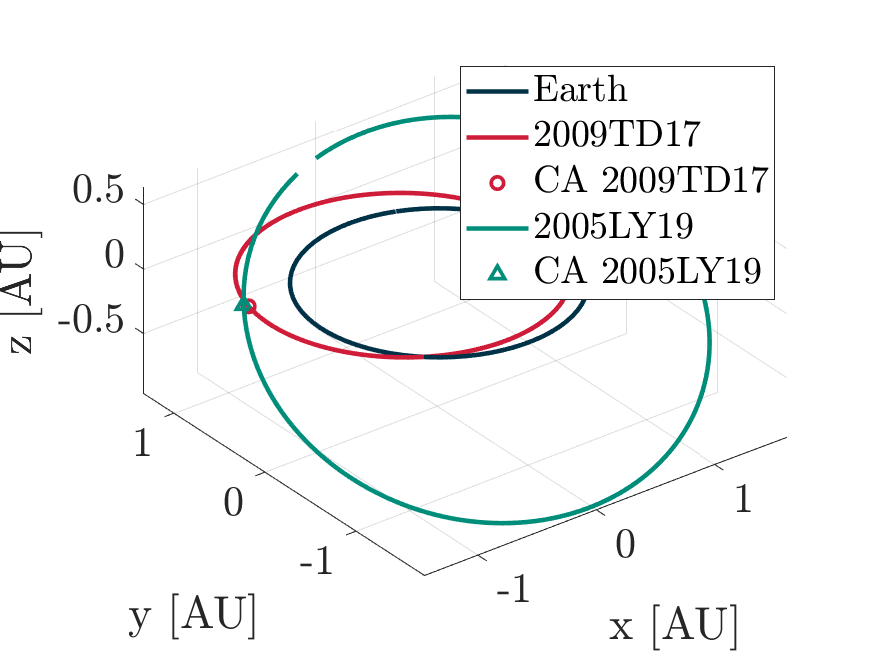 Earth
2009TD17
CA 2009TD17
2005LY19
CA 2005LY19
0.5
0
-0.5
z [AU]
1
0
-1
y [AU]
-1
0
1
x [AU]